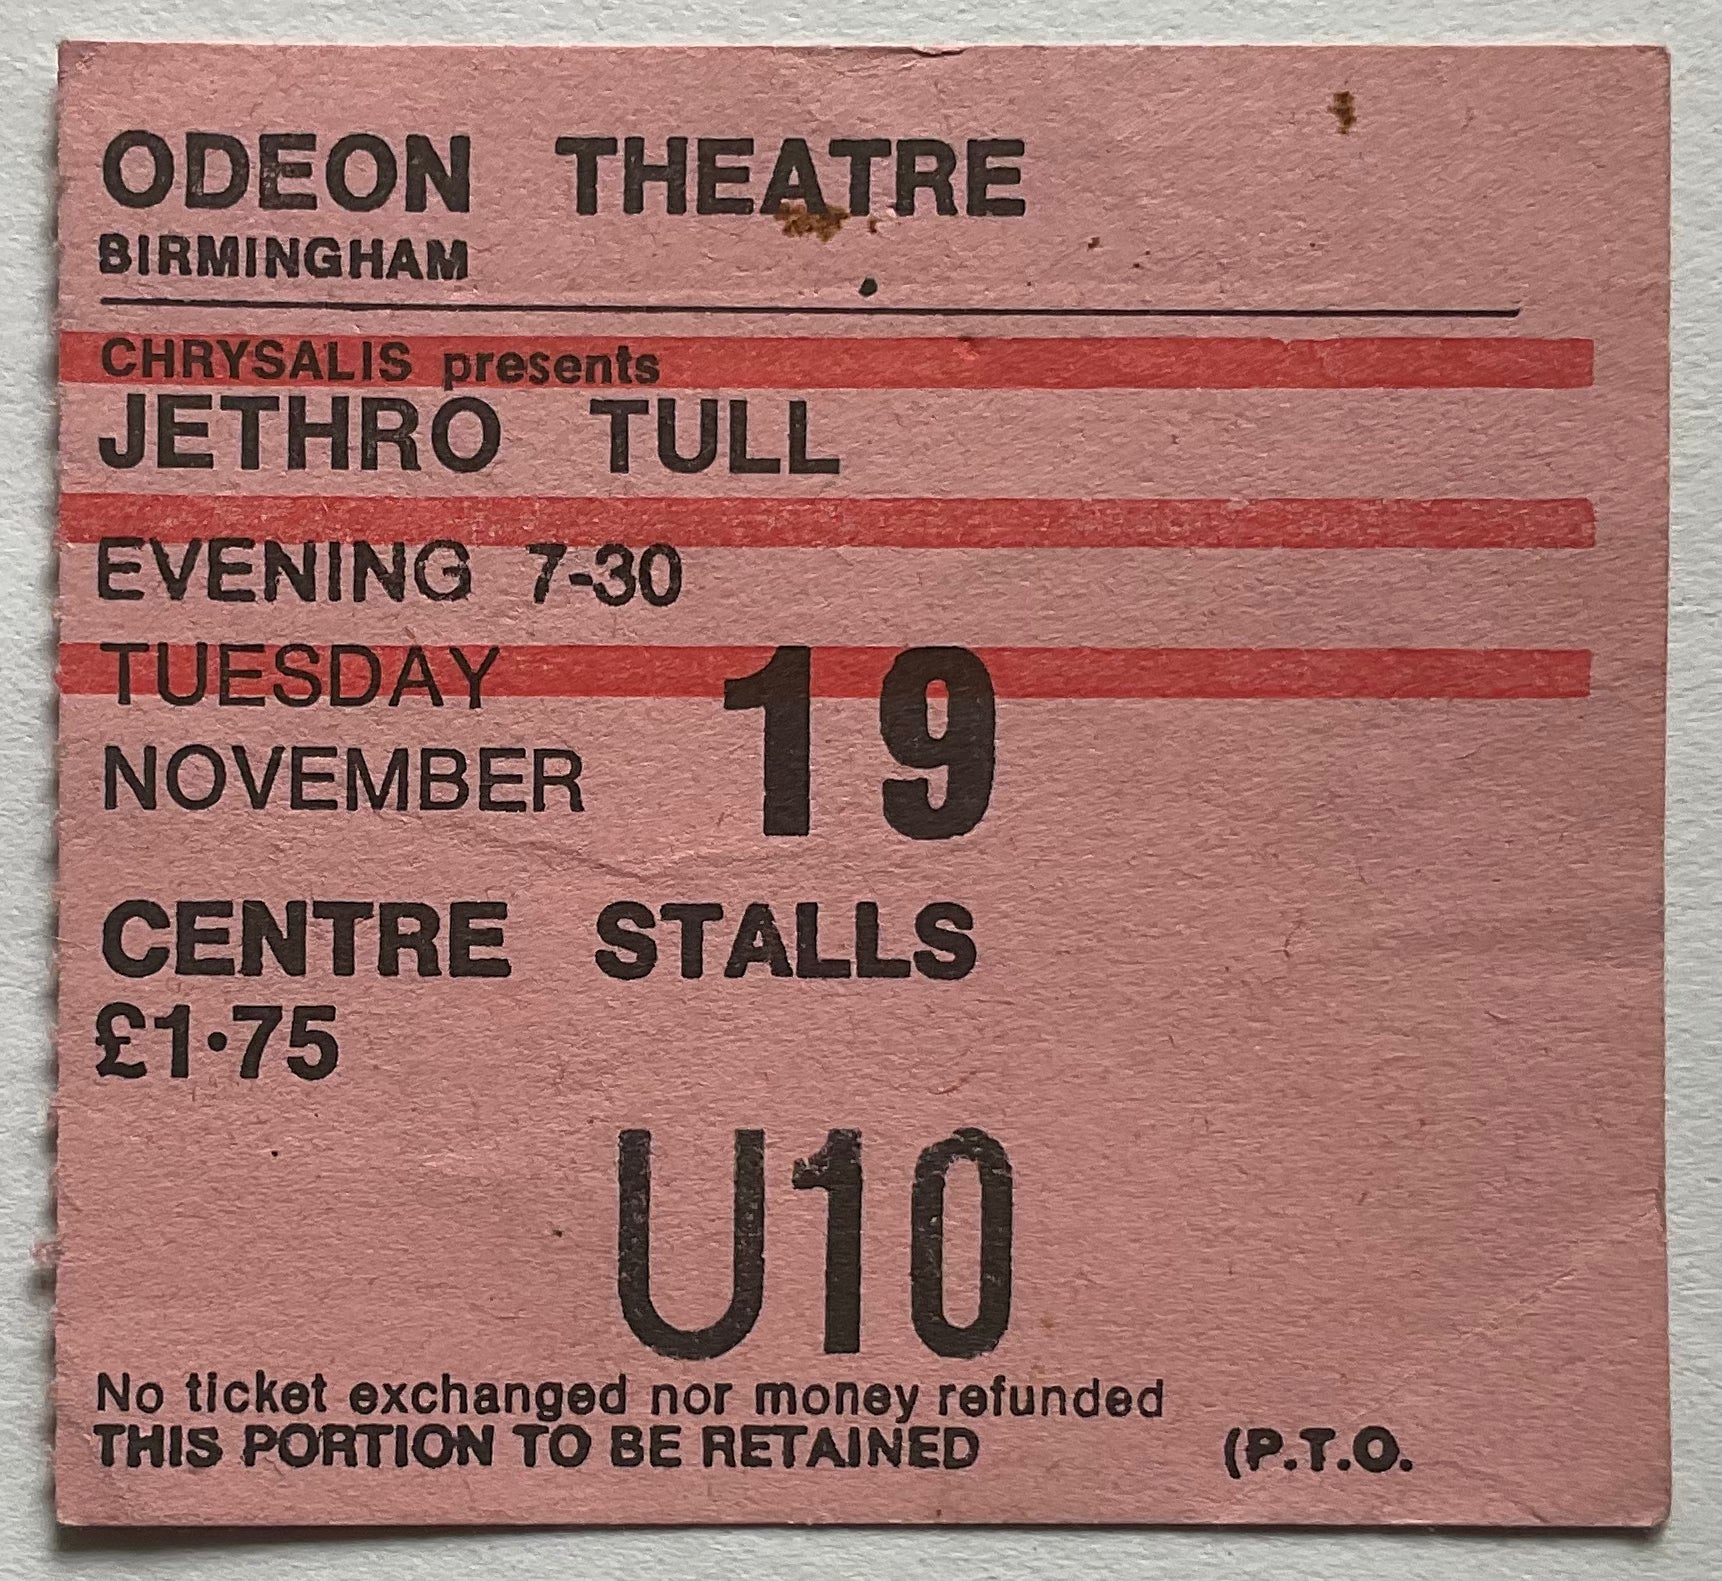 ODEON THEATRE
BIRMINGHAM
CHRYSALIS presents
JETHRO TULL
EVENING 7-30
TUESDAY
NOVEMBER 19
CENTRE STALLS
£1·75
U10
No ticket exchanged nor money refunded
THIS PORTION TO BE RETAINED (P.T.O.